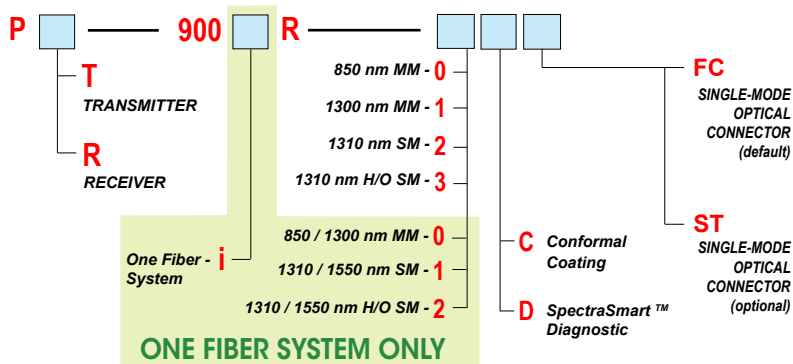 P 900 R
T
TRANSMITTER
R
RECEIVER
850 nm MM - 0
1300 nm MM - 1
1310 nm SM - 2
1310 nm H/O SM - 3
One Fiber - i
System
850 / 1300 nm MM - 0
1310 / 1550 nm SM - 1
1310 / 1550 nm H/O SM - 2
ONE FIBER SYSTEM ONLY
C Conformal
Coating
D SpectraSmart ™
Diagnostic
FC
SINGLE-MODE
OPTICAL
CONNECTOR
(default)
ST
SINGLE-MODE
OPTICAL
CONNECTOR
(optional)